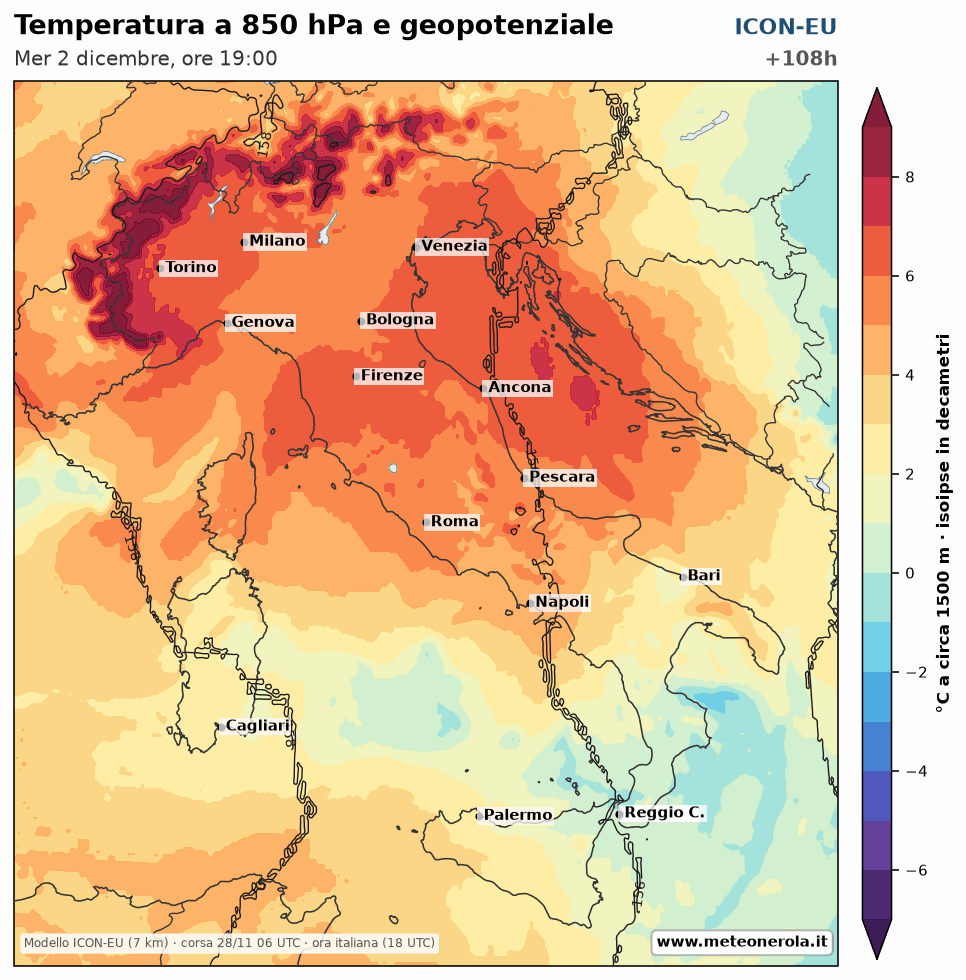 Temperatura a 850 hPa e geopotenziale
ICON-EU
Mer 2 dicembre, ore 19:00
+108h
158
Milano
Venezia
Torino
Genova
Bologna
Firenze
Ancona
Pescara
Roma
Bari
Napoli
Cagliari
Palermo
Reggio C.
156
8
6
4
2
0
−2
−4
−6
°C a circa 1500 m · isoipse in decametri
Modello ICON-EU (7 km) · corsa 28/11 06 UTC · ora italiana (18 UTC)
www.meteonerola.it